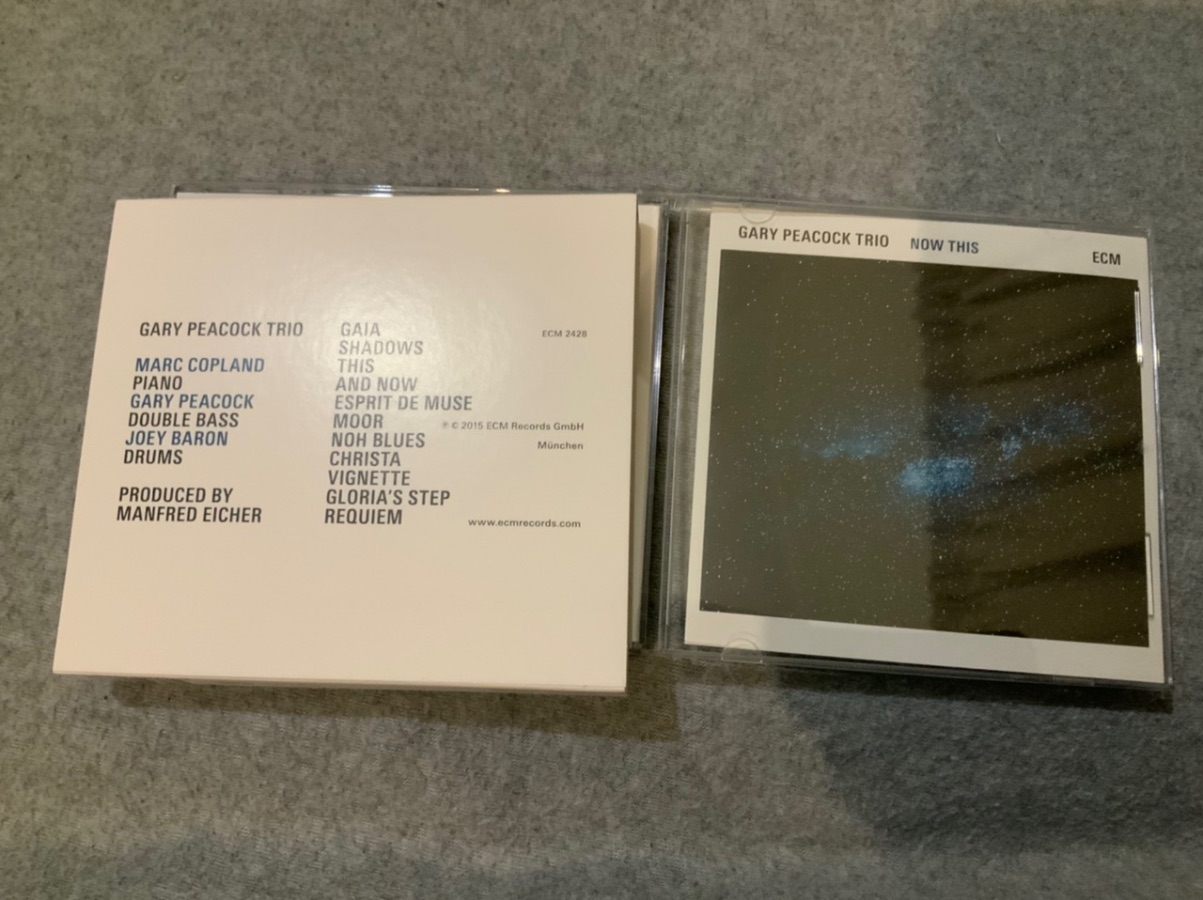 GARY PEACOCK TRIO
MARC COPLAND
PIANO
GARY PEACOCK
DOUBLE BASS
JOEY BARON
DRUMS
PRODUCED BY
MANFRED EICHER
GAIA
SHADOWS
THIS
AND NOW
ESPRIT DE MUSE
MOOR
NOH BLUES
CHRISTA
VIGNETTE
GLORIA'S STEP
REQUIEM
ECM 2428
℗ © 2015 ECM Records GmbH
München
www.ecmrecords.com
GARY PEACOCK TRIO NOW THIS
ECM